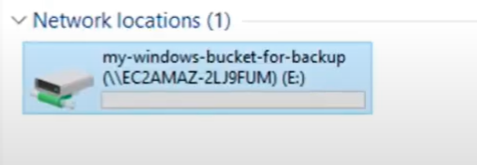 Network locations (1)
my-windows-bucket-for-backup
(\\EC2AMAZ-2LJ9FUM) (E:)